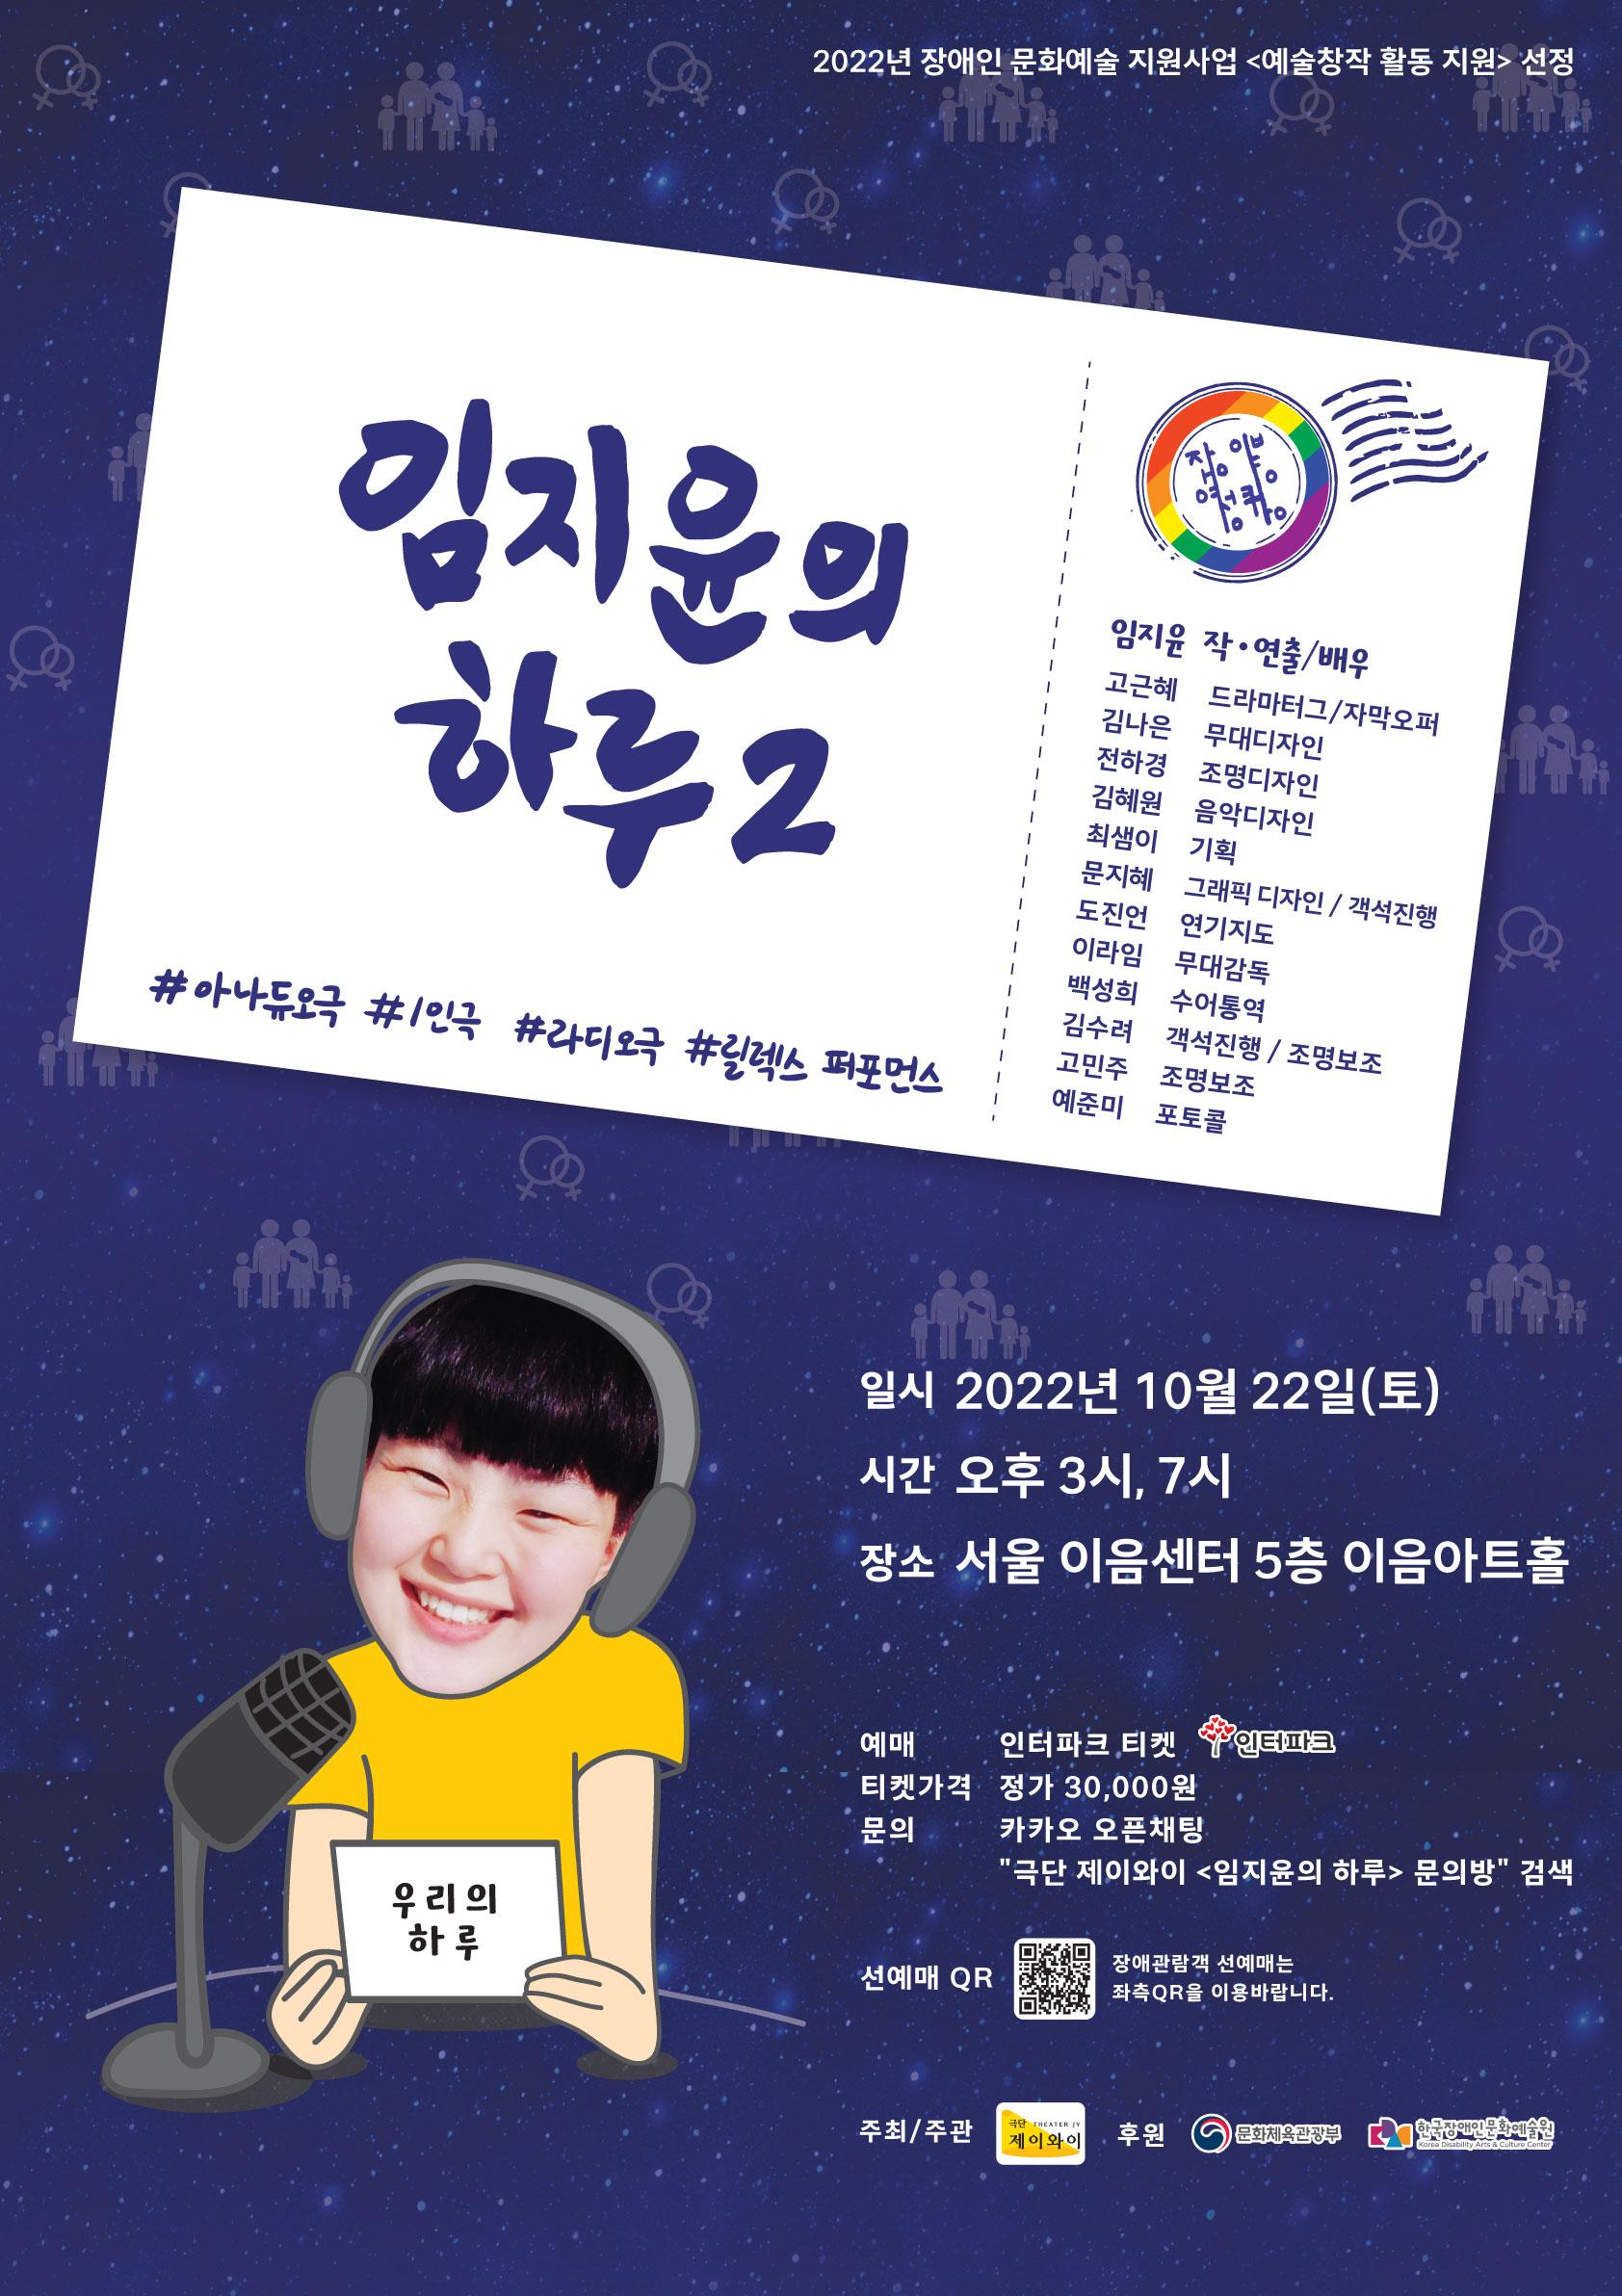 2022년 장애인 문화예술 지원사업 <예술창작 활동 지원> 선정
임지윤의
하루2
#아나듀오극 #1인극 #라디오극 #릴렉스 퍼포먼스
임지윤 작·연출/배우
고근혜 드라마터그/자막오퍼
김나은 무대디자인
전하경 조명디자인
김혜원 음악디자인
최샘이 기획
문지혜 그래픽 디자인 / 객석진행
도진언 연기지도
이라임 무대감독
백성희 수어통역
김수려 객석진행 / 조명보조
고민주 조명보조
예준미 포토콜
일시 2022년 10월 22일(토)
시간 오후 3시, 7시
장소 서울 이음센터 5층 이음아트홀
우리의
하루
예매 인터파크 티켓 인터파크
티켓가격 정가 30,000원
문의 카카오 오픈채팅
"극단 제이와이 <임지윤의 하루> 문의방" 검색
선예매 QR
장애관람객 선예매는
좌측QR을 이용바랍니다.
주최/주관
극단 THEATER JY
제이와이
후원
문화체육관광부
한국장애인문화예술원
Korea Disability Arts & Culture Center